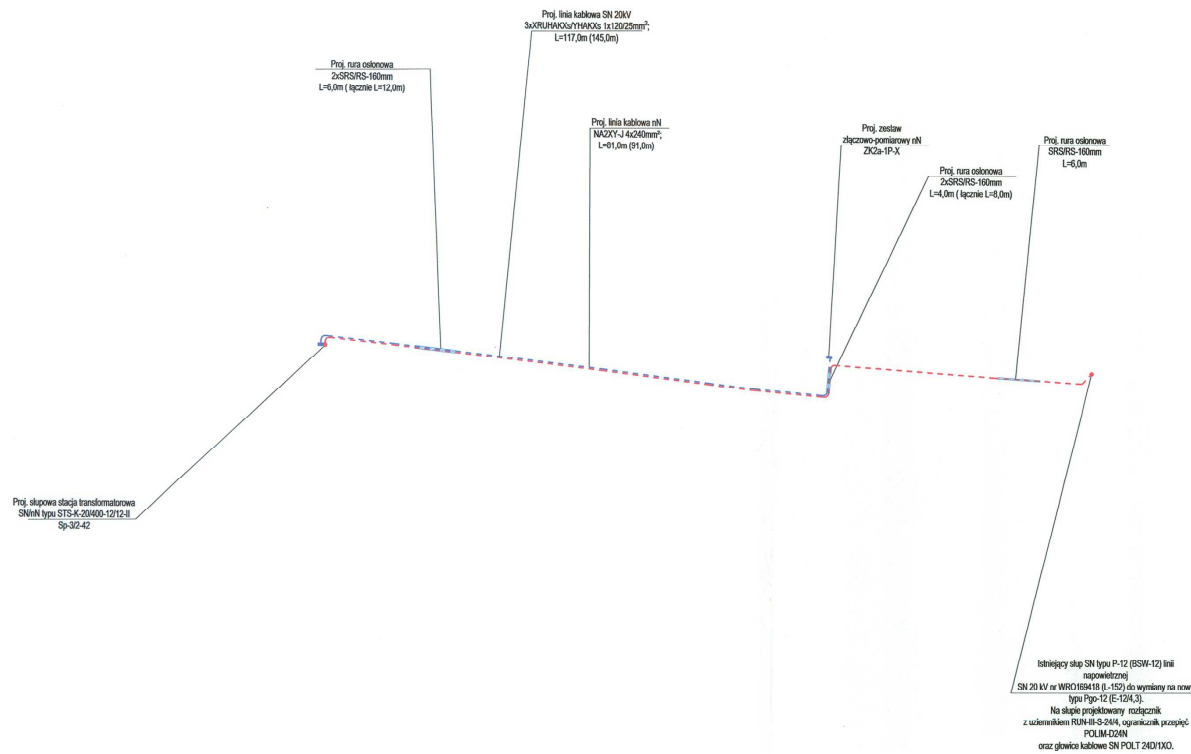 Proj. linia kablowa SN 20kV
3xXRUHAKXs/YHAKXs 1x120/25mm²;
L=117,0m (145,0m)
Proj. rura osłonowa
2xSRS/RS-160mm
L=6,0m ( łącznie L=12,0m)
Proj. linia kablowa nN
NA2XY-J 4x240mm²;
L=81,0m (91,0m)
Proj. zestaw
złączowo-pomiarowy nN
ZK2a-1P-X
Proj. rura osłonowa
SRS/RS-160mm
L=6,0m
Proj. rura osłonowa
2xSRS/RS-160mm
L=4,0m ( łącznie L=8,0m)
Proj. słupowa stacja transformatorowa
SN/nN typu STS-K-20/400-12/12-II
Sp-3/2-42
Istniejący słup SN typu P-12 (BSW-12) linii
napowietrznej
SN 20 kV nr WRO169418 (L-152) do wymiany na now
typu Pgo-12 (E-12/4,3).
Na słupie projektowany rozłącznik
z uziemnikiem RUN-III-S-24/4, ogranicznik przepięć
POLIM-D24N
oraz głowice kablowe SN POLT 24D/1XO.